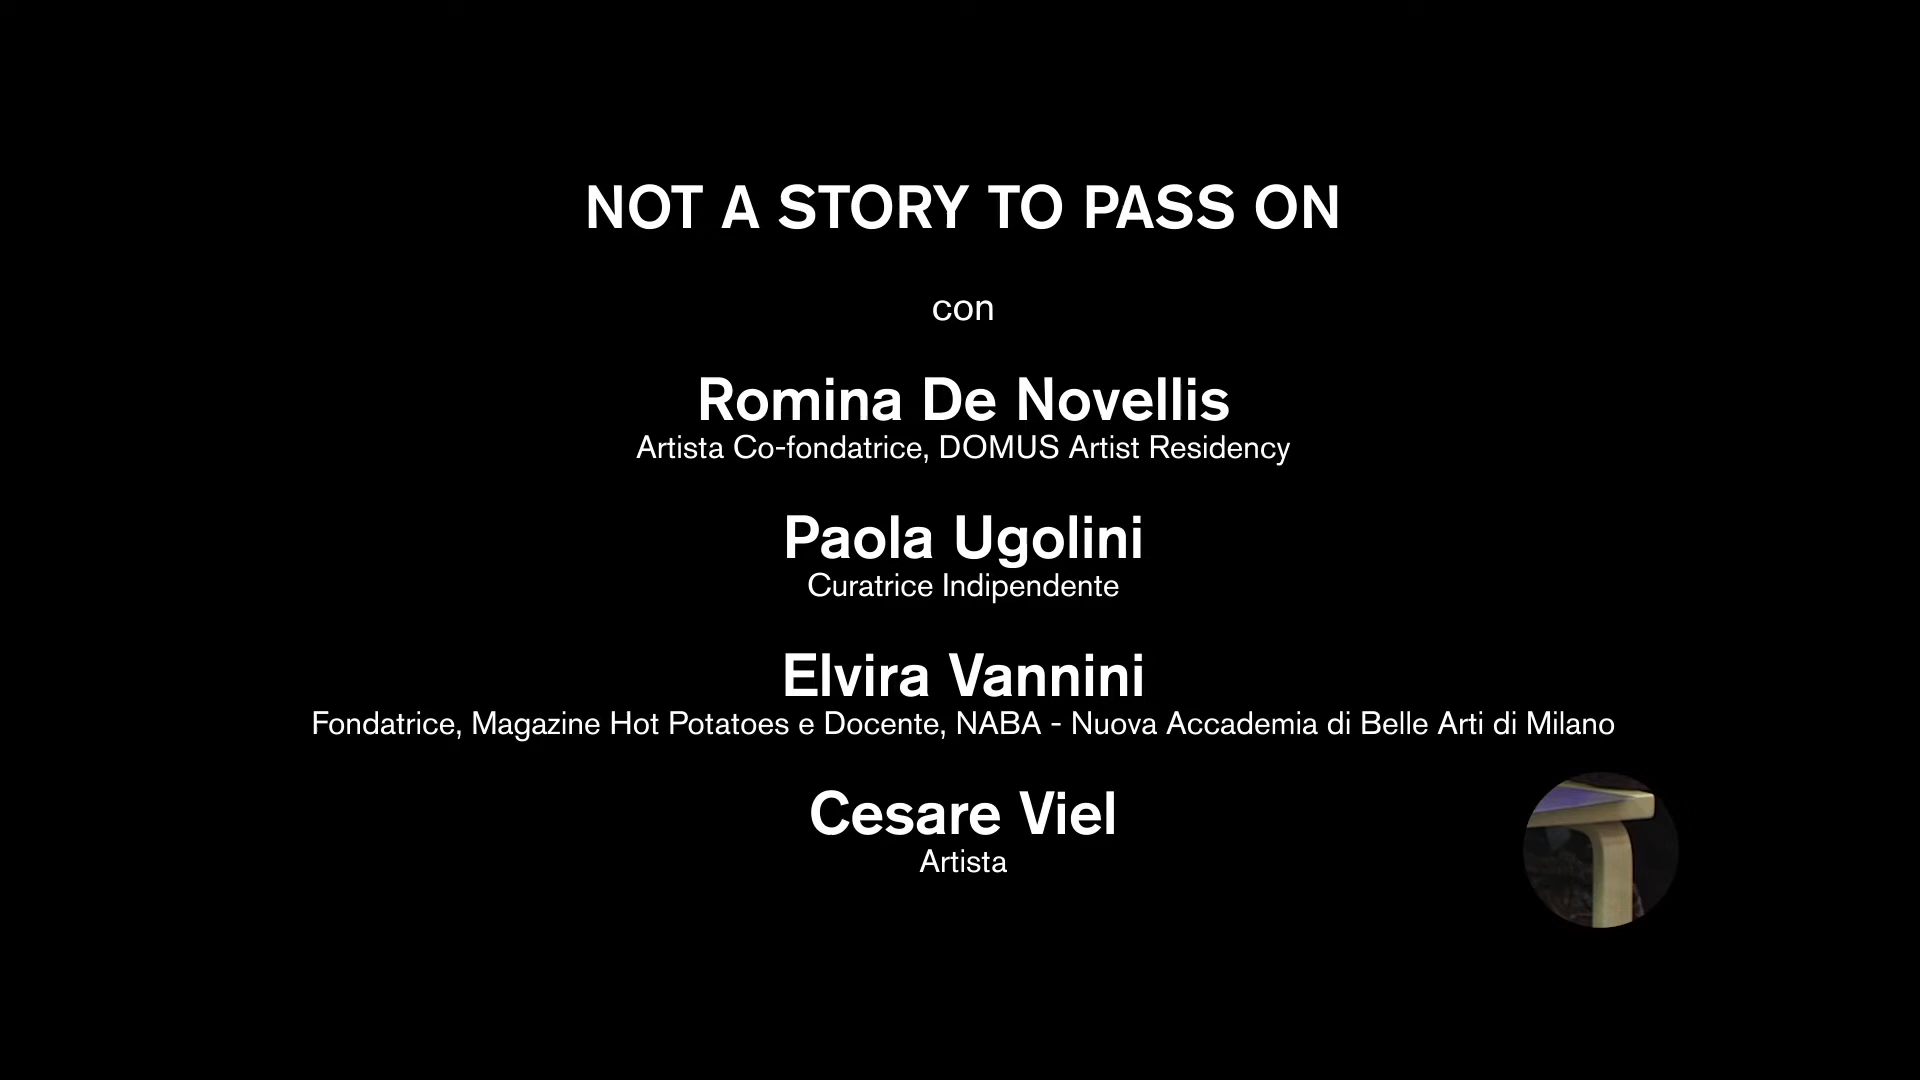 NOT A STORY TO PASS ON
con
Romina De Novellis
Artista Co-fondatrice, DOMUS Artist Residency
Paola Ugolini
Curatrice Indipendente
Elvira Vannini
Fondatrice, Magazine Hot Potatoes e Docente, NABA - Nuova Accademia di Belle Arti di Milano
Cesare Viel
Artista